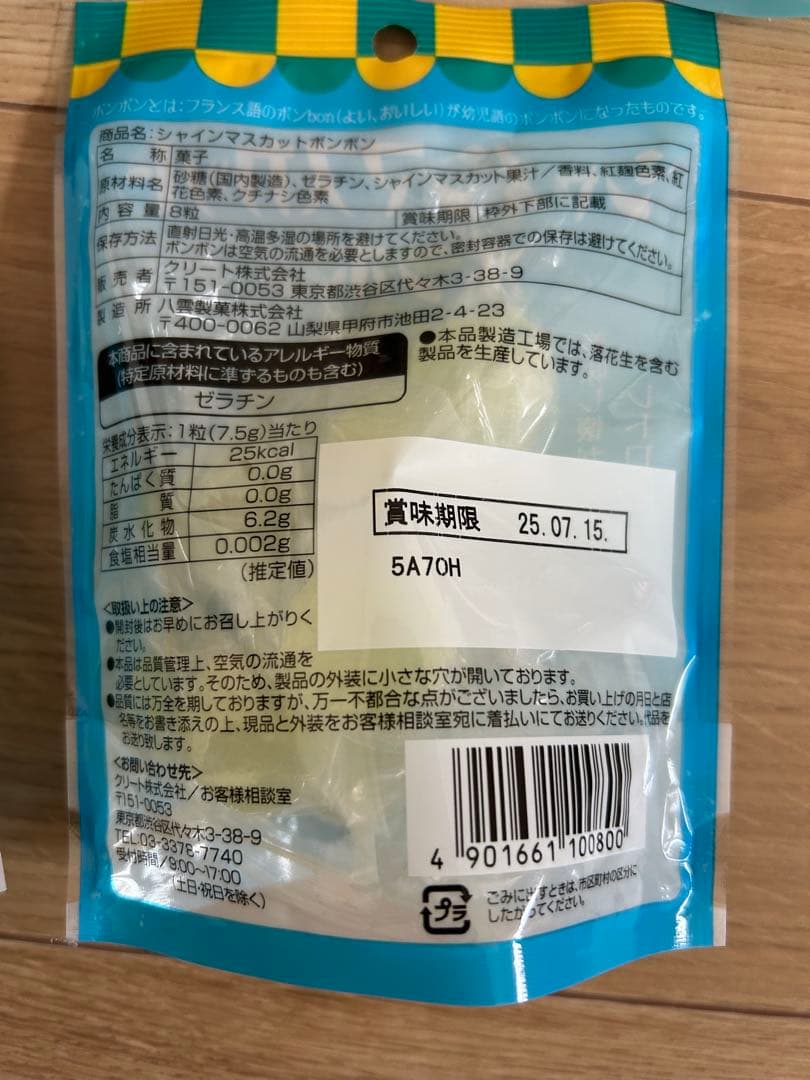 ボンボンとは:フランス語のボンbon(よい、おいしい)が幼児語のボンボンになったものです。
商品名:シャインマスカットボンボン
名 称 菓子
原材料名 砂糖(国内製造)、ゼラチン、シャインマスカット果汁/香料、紅麹色素、紅
花色素、クチナシ色素
内容量 8粒 賞味期限 枠外下部に記載
保存方法 直射日光・高温多湿の場所を避けてください。
ボンボンは空気の流通を必要としますので、密封容器での保存は避けてください。
販売者 クリート株式会社
〒151-0053 東京都渋谷区代々木3-38-9
製造所 八雲製菓株式会社
〒400-0062 山梨県甲府市池田2-4-23
本商品に含まれているアレルギー物質
(特定原材料に準ずるものも含む)
ゼラチン
●本品製造工場では、落花生を含む
製品を生産しています。
栄養成分表示:1粒(7.5g)当たり
エネルギー 25kcal
たんぱく質 0.0g
脂 質 0.0g
炭水化物 6.2g
食塩相当量 0.002g
(推定値)
賞味期限 25.07.15.
5A70H
<取扱い上の注意>
●開封後はお早めにお召し上がりく
ださい。
●本品は品質管理上、空気の流通を
必要としています。そのため、製品の外装に小さな穴が開いております。
●品質には万全を期しておりますが、万一不都合な点がございましたら、お買い上げの月日と店
名等をお書き添えの上、現品と外装をお客様相談室宛に着払いにてお送りください。代品を
お送り致します。
<お問い合わせ先>
クリート株式会社/お客様相談室
〒151-0053
東京都渋谷区代々木3-38-9
TEL:03-3378-7740
受付時間/9:00~17:00
(土日・祝日を除く)
4 901661 100800
プラ
ごみに出すときは、市区町村の区分に
したがってください。